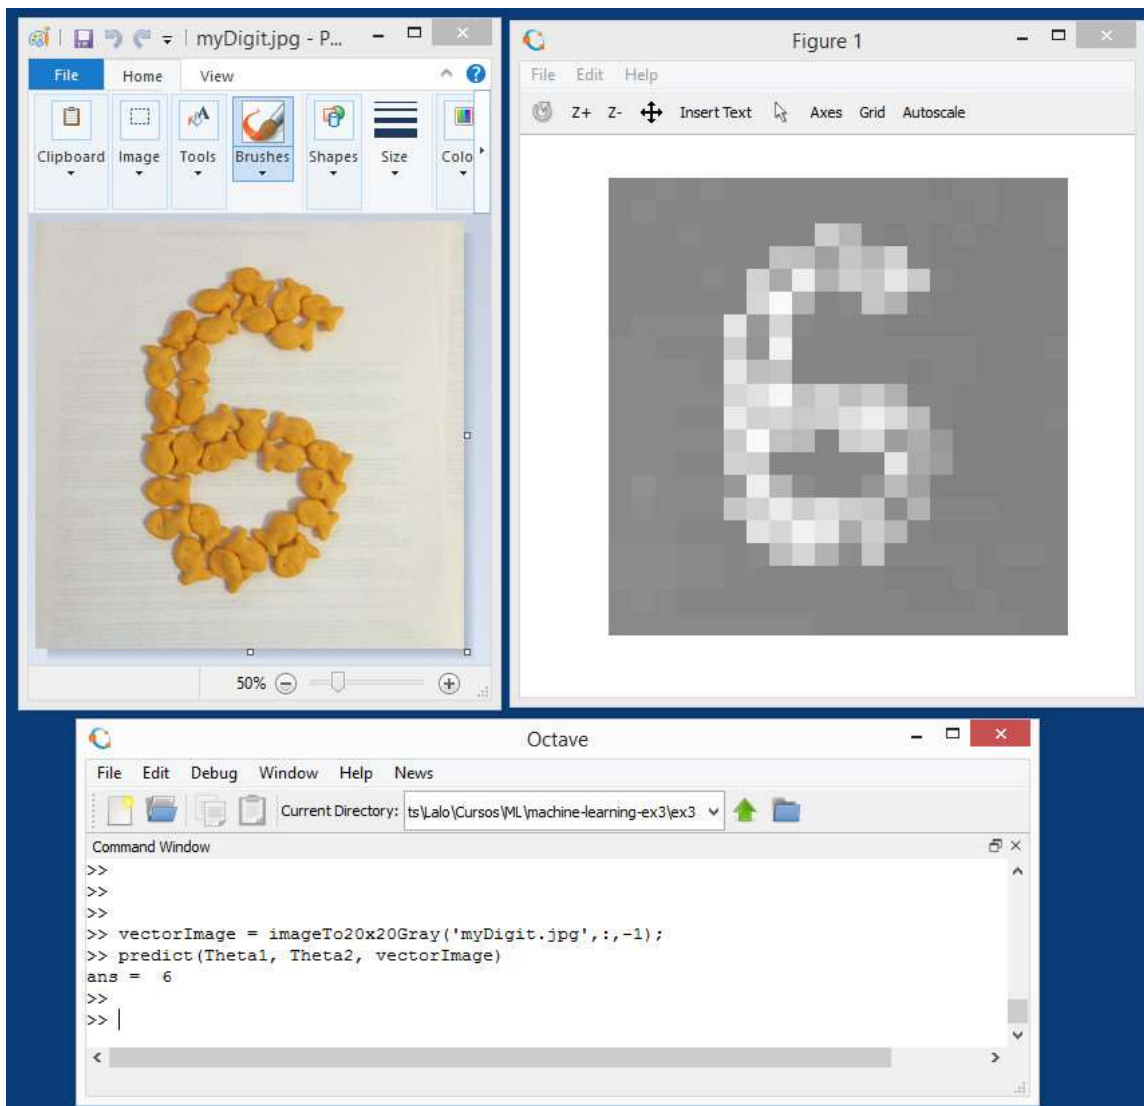 myDigit.jpg - P...
File Home View
Clipboard Image Tools Brushes Shapes Size Colo
50%
Figure 1
File Edit Help
Z+ Z- Insert Text Axes Grid Autoscale
Octave
File Edit Debug Window Help News
Current Directory: ts\Lalo\Cursos\ML\machine-learning-ex3\ex3
Command Window
>>
>>
>>
>> vectorImage = imageTo20x20Gray('myDigit.jpg',:,-1);
>> predict(Theta1, Theta2, vectorImage)
ans = 6
>>
>>